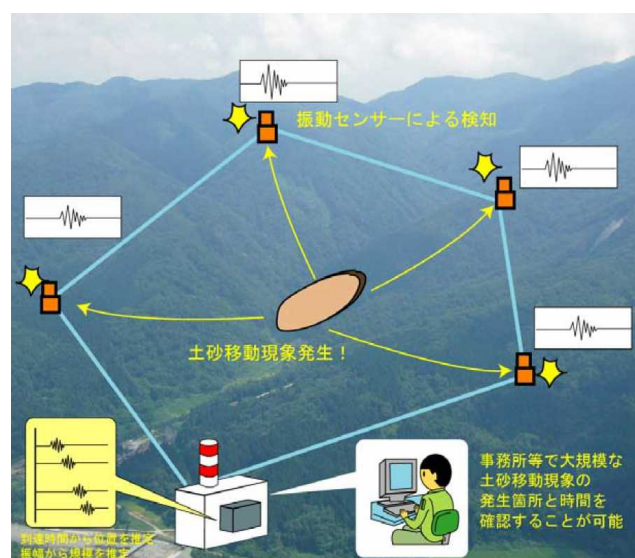 振動センサーによる検知
土砂移動現象発生！
事務所等で大規模な
土砂移動現象の
発生箇所と時間を
確認することが可能
到達時間から位置を推定
振幅から規模を推定